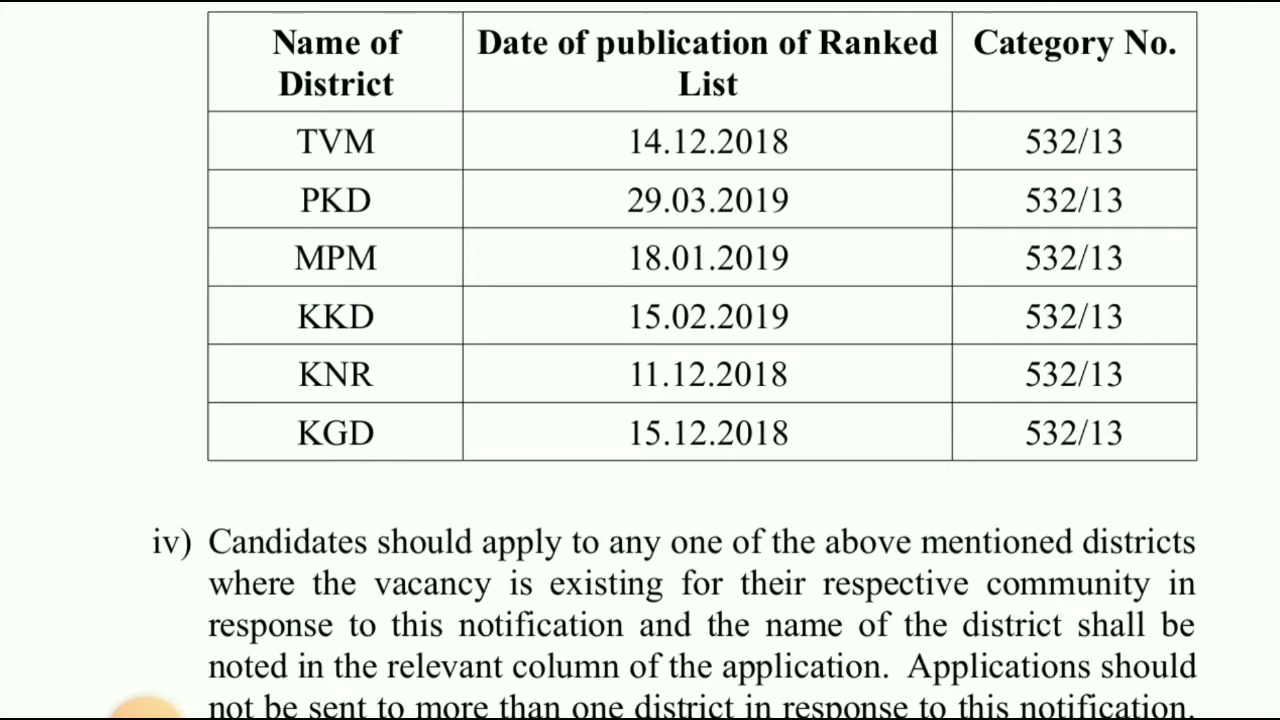 Name of District Date of publication of Ranked List Category No.
TVM 14.12.2018 532/13
PKD 29.03.2019 532/13
MPM 18.01.2019 532/13
KKD 15.02.2019 532/13
KNR 11.12.2018 532/13
KGD 15.12.2018 532/13
iv) Candidates should apply to any one of the above mentioned districts
where the vacancy is existing for their respective community in
response to this notification and the name of the district shall be
noted in the relevant column of the application. Applications should
not be sent to more than one district in response to this notification.